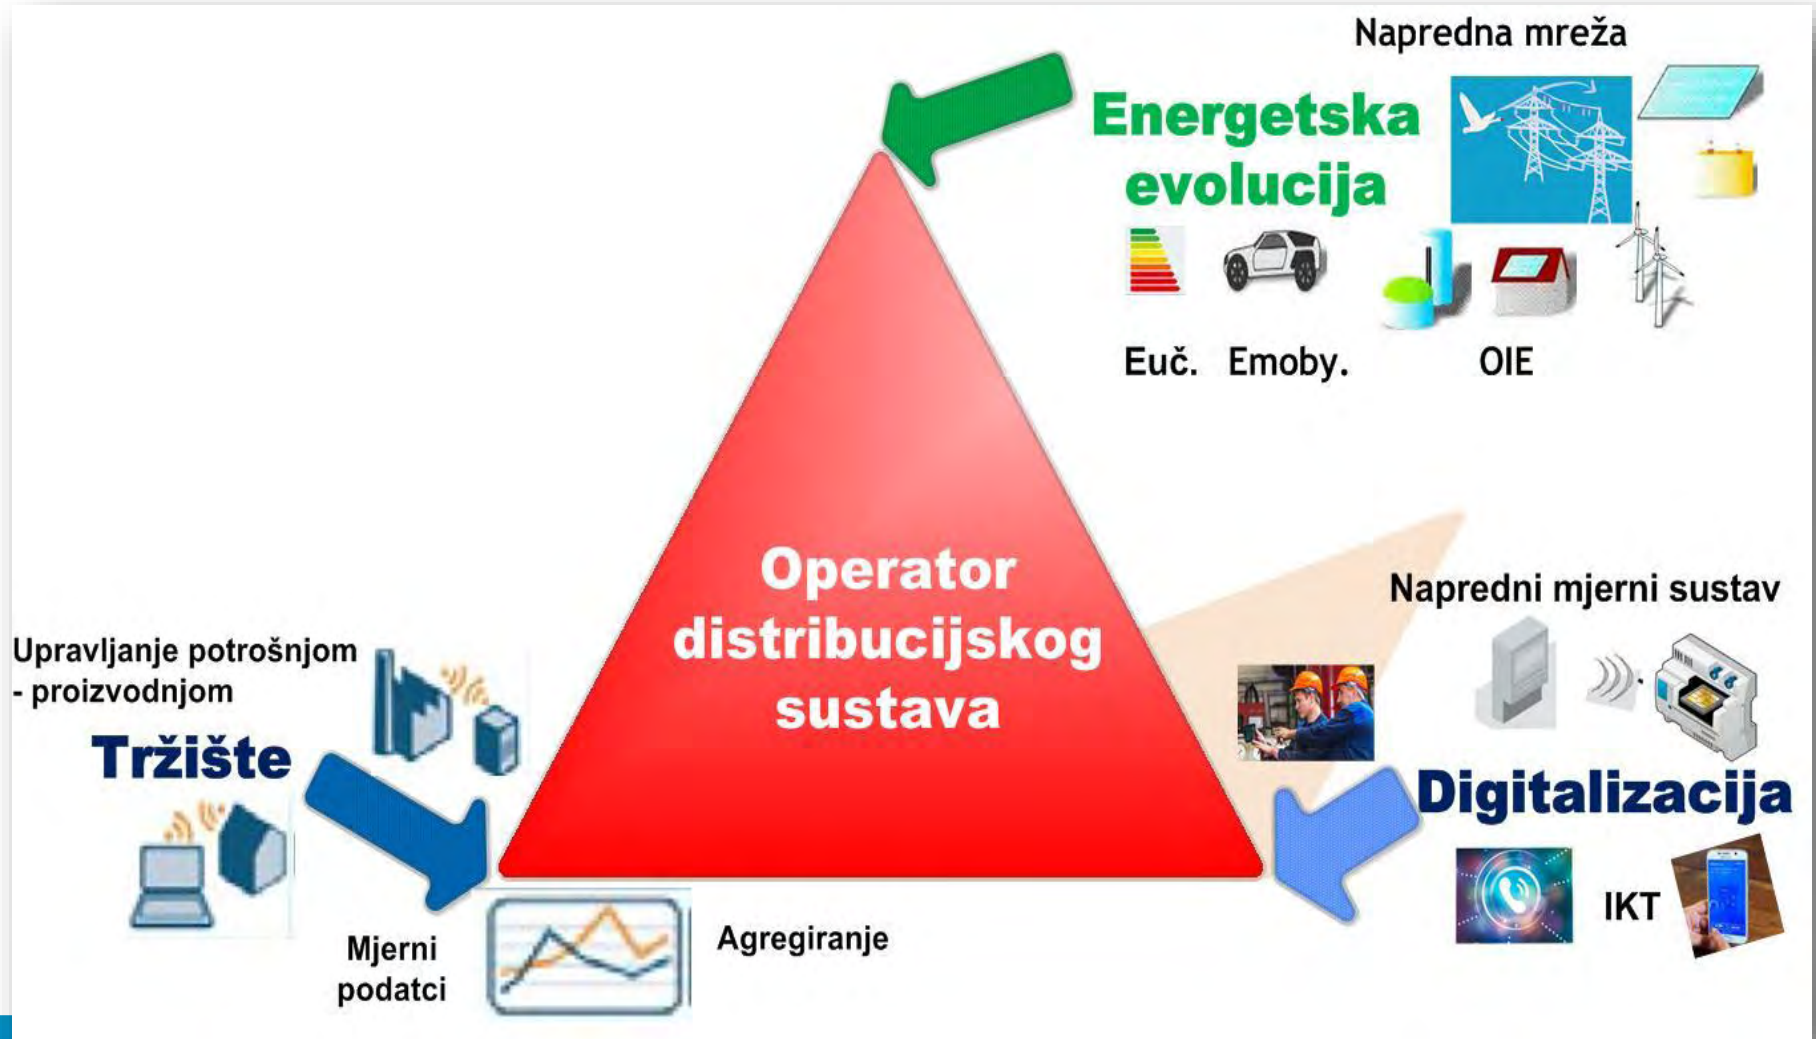 Napredna mreža
Energetska
evolucija
Euč.
Emoby.
OIE
Operator
distribucijskog
sustava
Upravljanje potrošnjom
- proizvodnjom
Tržište
Mjerni
podatci
Agregiranje
Napredni mjerni sustav
Digitalizacija
IKT